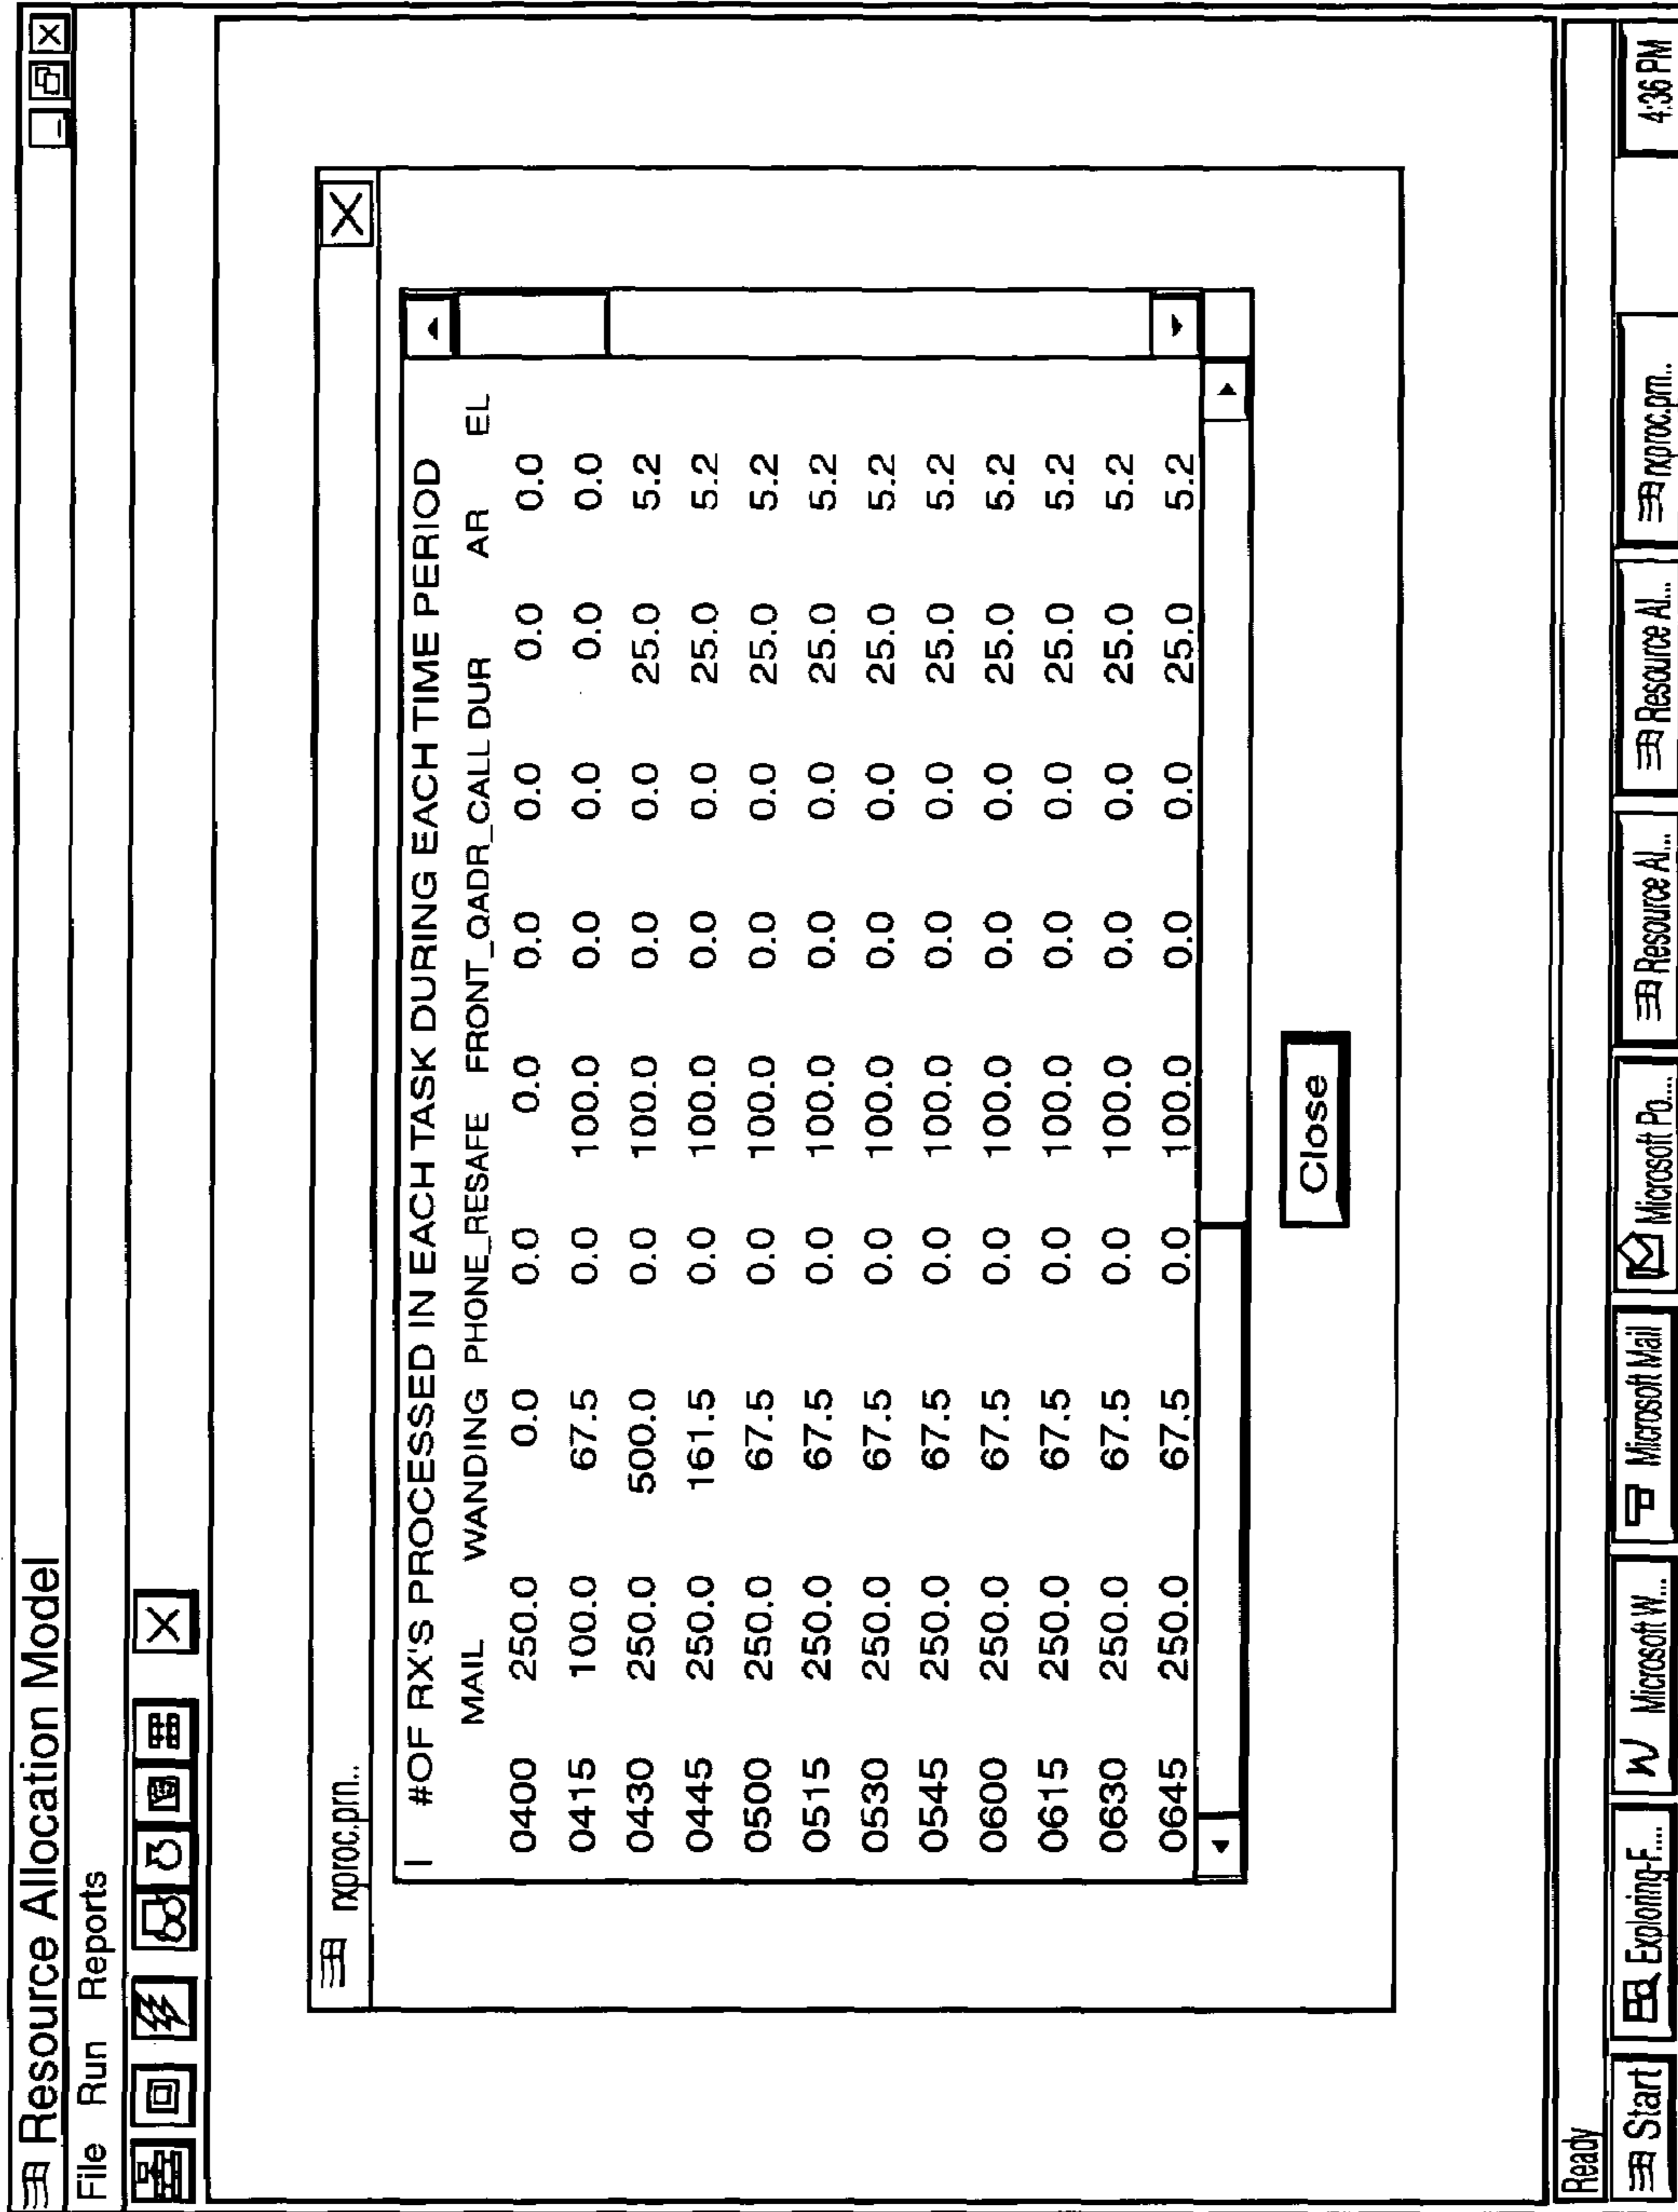 Resource Allocation Model
File Run Reports
rxproc.prn..
#OF RX'S PROCESSED IN EACH TASK DURING EACH TIME PERIOD
MAIL WANDING PHONE_RESAFE FRONT_QADR_CALL DUR AR EL
0400 250.0 0.0 0.0 0.0 0.0 0.0 0.0 0.0
0415 100.0 67.5 0.0 100.0 0.0 0.0 0.0 0.0
0430 250.0 500.0 0.0 100.0 0.0 0.0 25.0 5.2
0445 250.0 161.5 0.0 100.0 0.0 0.0 25.0 5.2
0500 250.0 67.5 0.0 100.0 0.0 0.0 25.0 5.2
0515 250.0 67.5 0.0 100.0 0.0 0.0 25.0 5.2
0530 250.0 67.5 0.0 100.0 0.0 0.0 25.0 5.2
0545 250.0 67.5 0.0 100.0 0.0 0.0 25.0 5.2
0600 250.0 67.5 0.0 100.0 0.0 0.0 25.0 5.2
0615 250.0 67.5 0.0 100.0 0.0 0.0 25.0 5.2
0630 250.0 67.5 0.0 100.0 0.0 0.0 25.0 5.2
0645 250.0 67.5 0.0 100.0 0.0 0.0 25.0 5.2
Close
Ready
Start Exploring-F.... W Microsoft W... Microsoft Mail Microsoft Po... Resource Al... Resource Al... rxproc.prn.. 4:36 PM